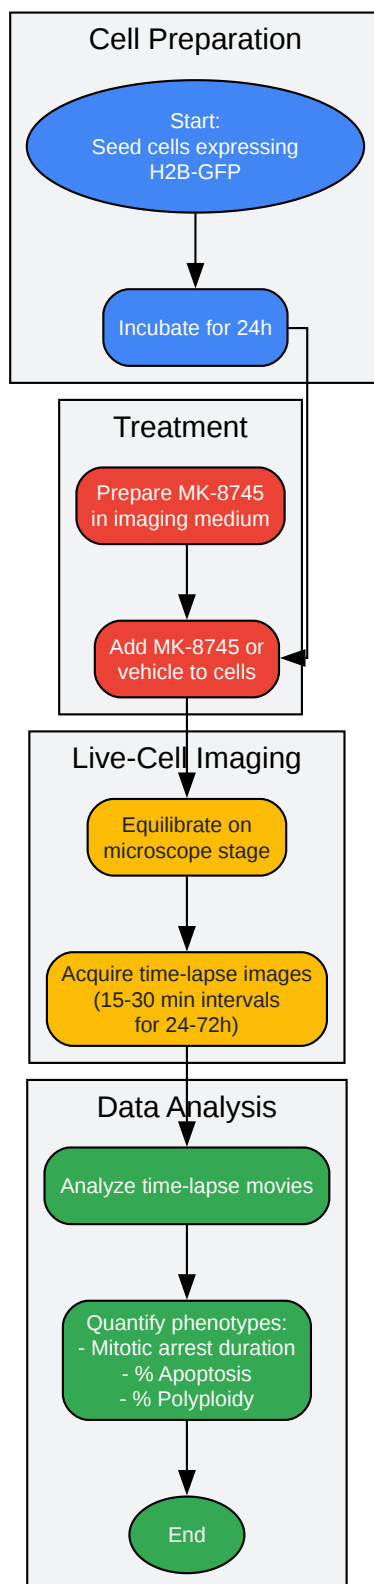 Cell Preparation
Start:
Seed cells expressing
H2B-GFP
Incubate for 24h
Treatment
Prepare MK-8745
in imaging medium
Add MK-8745 or
vehicle to cells
Live-Cell Imaging
Equilibrate on
microscope stage
Acquire time-lapse images
(15-30 min intervals
for 24-72h)
Data Analysis
Analyze time-lapse movies
Quantify phenotypes:
- Mitotic arrest duration
- % Apoptosis
- % Polyploidy
End